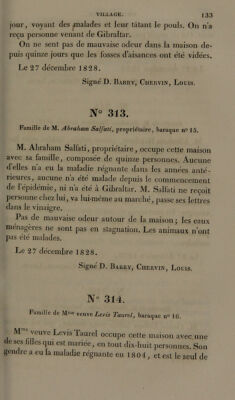 VILLAGE. 133
jour, voyant des malades et leur tâtant le pouls. On n'a
reçu personne venant de Gibraltar.
On ne sent pas de mauvaise odeur dans la maison de-
puis quinze jours que les fosses d'aisances ont été vidées.
Le 27 décembre 1828.
Signé D. Barry, Chervin, Louis.
N° 313.
Famille de M. Abraham Salfati, propriétaire, baraque n° 15.
M. Abraham Salfati, propriétaire, occupe cette maison
avec sa famille, composée de quinze personnes. Aucune
d'elles n'a eu la maladie régnante dans les années anté-
rieures, aucune n'a été malade depuis le commencement
de l'épidémie, ni n'a été à Gibraltar. M. Salfati ne reçoit
personne chez lui, va lui-même au marché, passe ses lettres
dans le vinaigre.
Pas de mauvaise odeur autour de la maison; les eaux
ménagères ne sont pas en stagnation. Les animaux n'ont
pas été malades.
Le 27 décembre 1828.
Signé D. Barry, Chervin, Louis.
N° 314.
Famille de Mme veuve Levis Taurel, baraque n° 16.
Mme veuve Levis Taurel occupe cette maison avec une
de ses filles qui est mariée, en tout dix-huit personnes. Son
gendre a eu la maladie régnante en 1804, et est le seul de